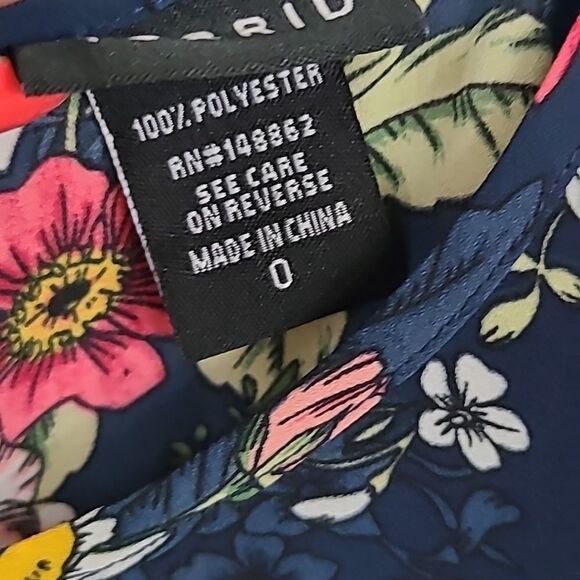 100% POLYESTER
RN#148862
SEE CARE
ON REVERSE
MADE IN CHINA
0